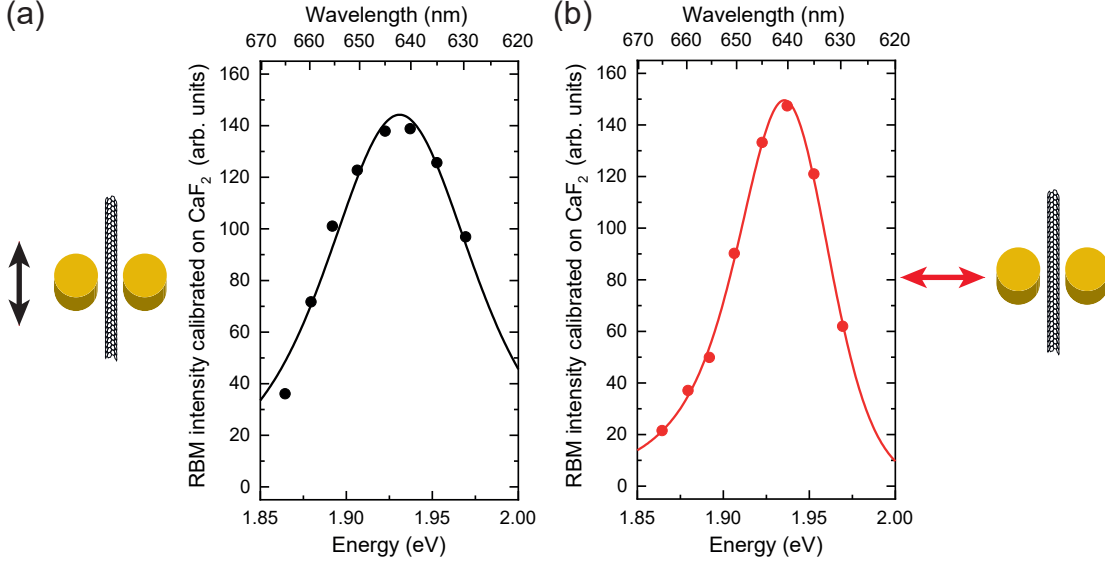 (a)
Wavelength (nm)
670 660 650 640 630 620
RBM intensity calibrated on CaF₂ (arb. units)
160
140
120
100
80
60
40
20
0
1.85 1.90 1.95 2.00
Energy (eV)
(b)
Wavelength (nm)
670 660 650 640 630 620
RBM intensity calibrated on CaF₂ (arb. units)
160
140
120
100
80
60
40
20
0
1.85 1.90 1.95 2.00
Energy (eV)